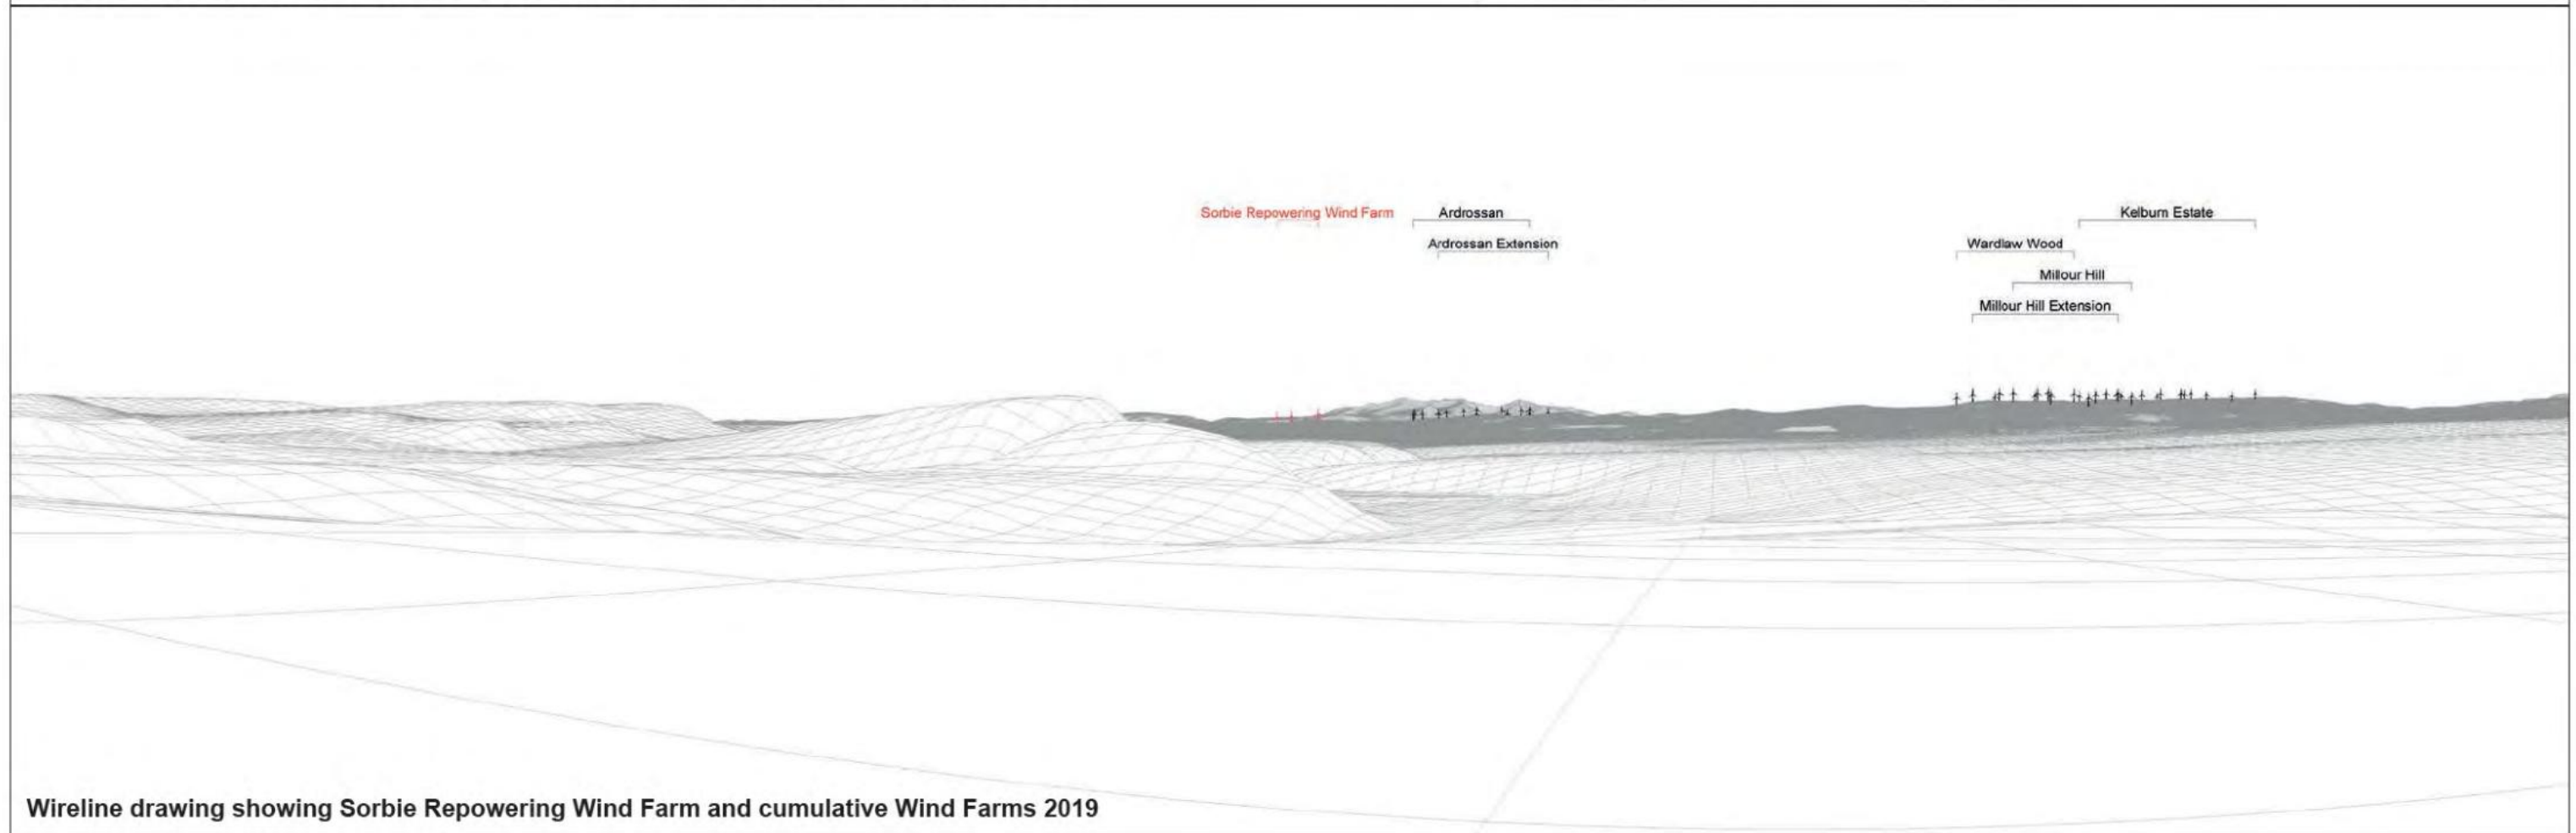 Sorbie Repowering Wind Farm
Ardrossan
Kelburn Estate
Ardrossan Extension
Wardlaw Wood
Millour Hill
Millour Hill Extension
Wireline drawing showing Sorbie Repowering Wind Farm and cumulative Wind Farms 2019